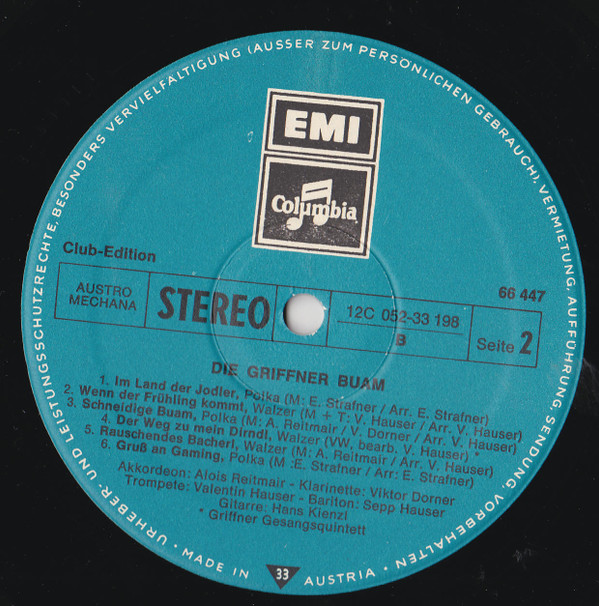 URHEBER- UND LEISTUNGSSCHUTZRECHTE, BESONDERS VERVIELFÄLTIGUNG (AUSSER ZUM PERSÖNLICHEN GEBRAUCH), VERMIETUNG, AUFFÜHRUNG, SENDUNG, VORBEHALTEN •
EMI
Columbia
Club-Edition
66 447
AUSTRO
MECHANA
STEREO
12C 052-33 198
B
Seite 2
DIE GRIFFNER BUAM
1. Im Land der Jodler, Polka (M: E. Strafner / Arr. E. Strafner)
2. Wenn der Frühling kommt, Walzer (M + T: V. Hauser / Arr. V. Hauser)
3. Schneidige Buam, Polka (M: A. Reitmair / V. Dorner / Arr. V. Hauser)
4. Der Weg zu mein Dirndl, Walzer (VW. bearb. V. Hauser) *
5. Rauschendes Bacherl, Walzer (M: A. Reitmair / Arr. V. Hauser)
6. Gruß an Gaming, Polka (M :E. Strafner / Arr: E. Strafner)
Akkordeon: Alois Reitmair - Klarinette: Viktor Dorner
Trompete: Valentin Hauser - Bariton: Sepp Hauser
Gitarre: Hans Kienzl
* Griffner Gesangsquintett
• MADE IN 33 AUSTRIA •